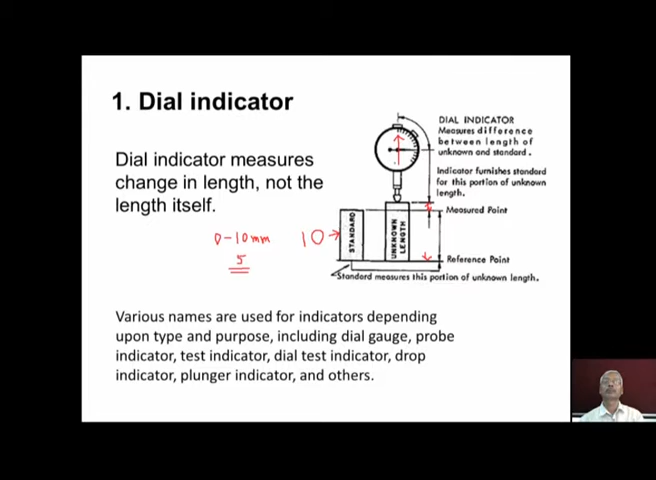 1. Dial indicator
Dial indicator measures
change in length, not the
length itself.
0-10mm
5
10
STANDARD
UNKNOWN
LENGTH
DIAL INDICATOR
Measures difference
between length of
unknown and standard.
Indicator furnishes standard
for this portion of unknown
length.
Measured Point
Reference Point
Standard measures this portion of unknown length.
Various names are used for indicators depending
upon type and purpose, including dial gauge, probe
indicator, test indicator, dial test indicator, drop
indicator, plunger indicator, and others.